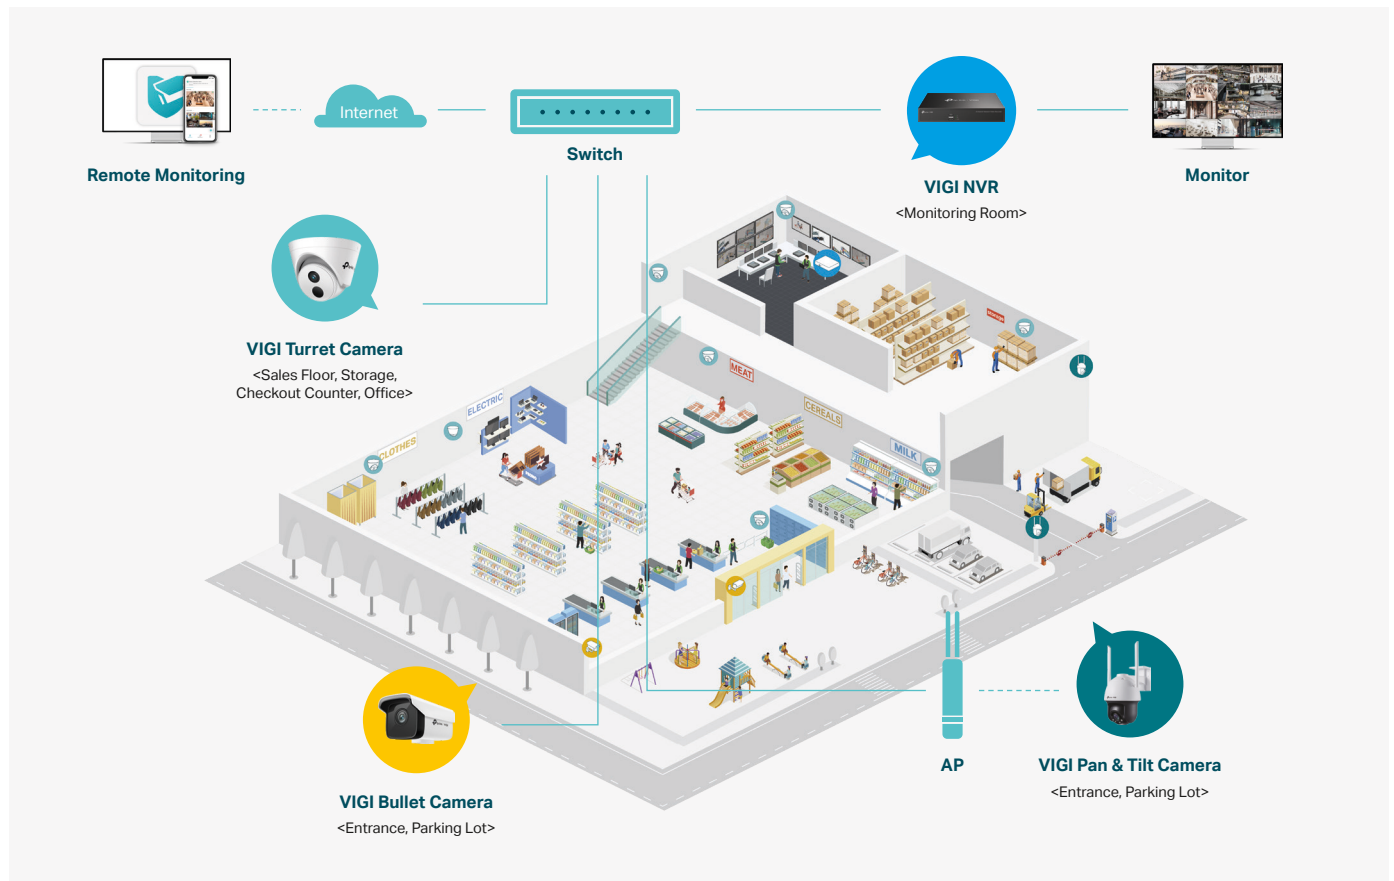 Internet
Switch
Remote Monitoring
VIGI NVR
<Monitoring Room>
Monitor
VIGI Turret Camera
<Sales Floor, Storage,
Checkout Counter, Office>
Storage
MEAT
CEREALS
MILK
ELECTRIC
CLOTHES
AP
VIGI Pan & Tilt Camera
<Entrance, Parking Lot>
VIGI Bullet Camera
<Entrance, Parking Lot>